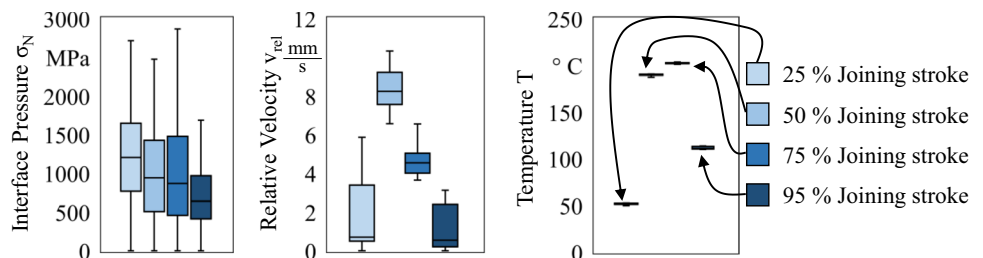 Interface Pressure σN
3000
MPa
2000
1500
1000
500
0
Relative Velocity vrel mm/s
12
8
6
4
2
0
Temperature T
250
° C
150
100
50
0
25 % Joining stroke
50 % Joining stroke
75 % Joining stroke
95 % Joining stroke